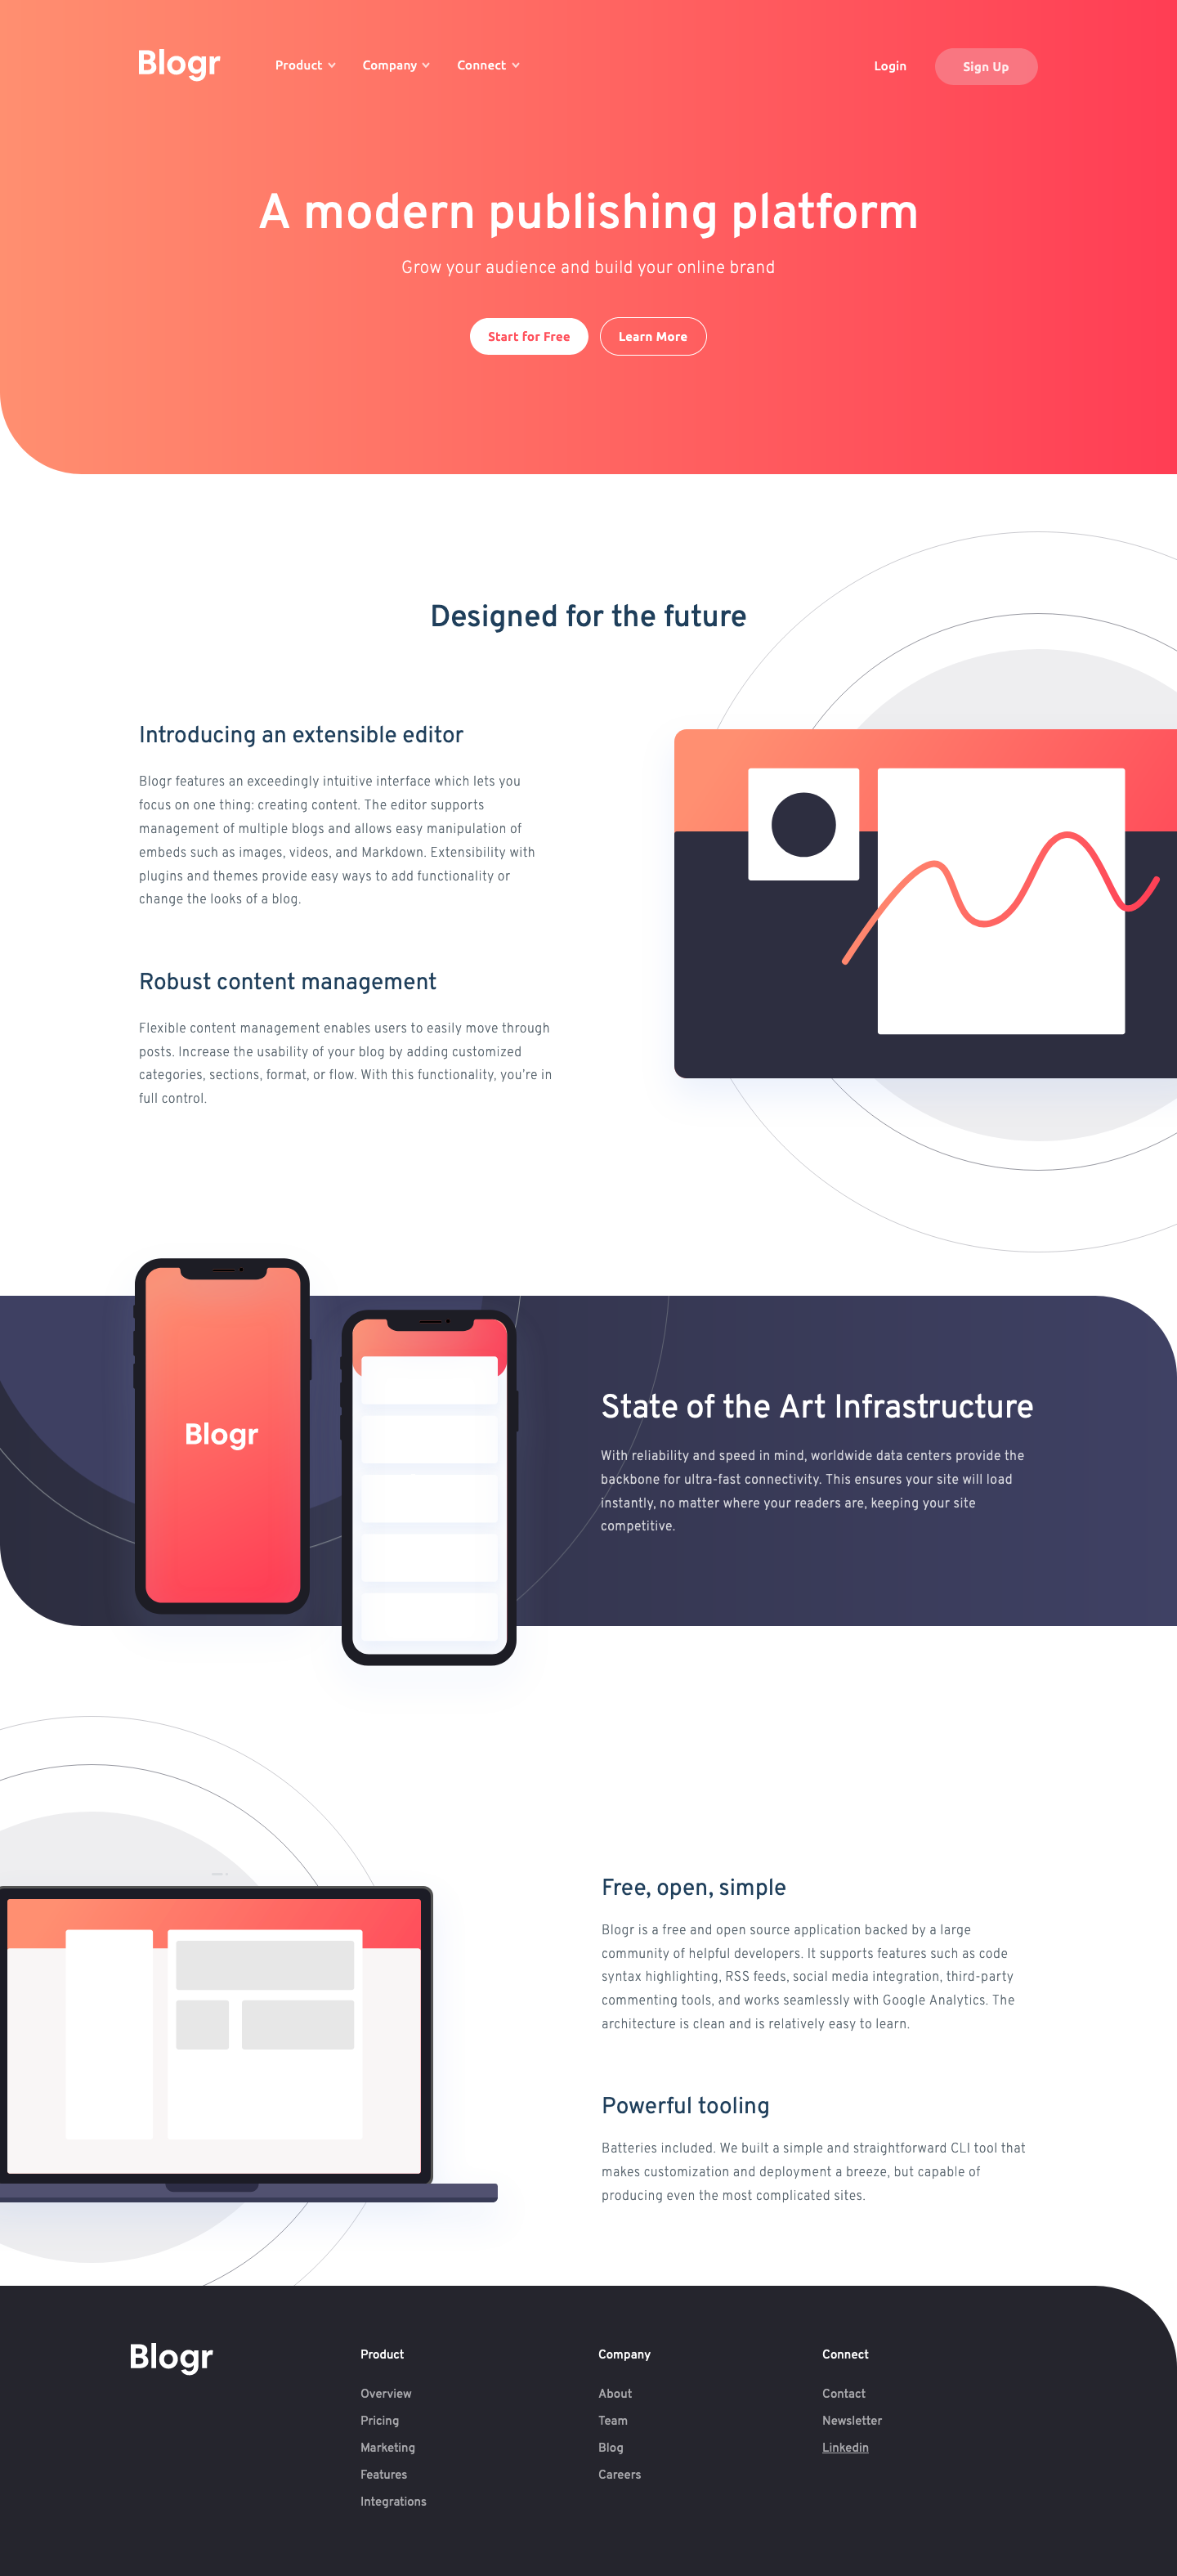 Blogr
Product
Company
Connect
Login
Sign Up
A modern publishing platform
Grow your audience and build your online brand
Start for Free
Learn More
Designed for the future
Introducing an extensible editor
Blogr features an exceedingly intuitive interface which lets you
focus on one thing: creating content. The editor supports
management of multiple blogs and allows easy manipulation of
embeds such as images, videos, and Markdown. Extensibility with
plugins and themes provide easy ways to add functionality or
change the looks of a blog.
Robust content management
Flexible content management enables users to easily move through
posts. Increase the usability of your blog by adding customized
categories, sections, format, or flow. With this functionality, you’re in
full control.
Blogr
State of the Art Infrastructure
With reliability and speed in mind, worldwide data centers provide the
backbone for ultra-fast connectivity. This ensures your site will load
instantly, no matter where your readers are, keeping your site
competitive.
Free, open, simple
Blogr is a free and open source application backed by a large
community of helpful developers. It supports features such as code
syntax highlighting, RSS feeds, social media integration, third-party
commenting tools, and works seamlessly with Google Analytics. The
architecture is clean and is relatively easy to learn.
Powerful tooling
Batteries included. We built a simple and straightforward CLI tool that
makes customization and deployment a breeze, but capable of
producing even the most complicated sites.
Blogr
Product
Overview
Pricing
Marketing
Features
Integrations
Company
About
Team
Blog
Careers
Connect
Contact
Newsletter
Linkedin